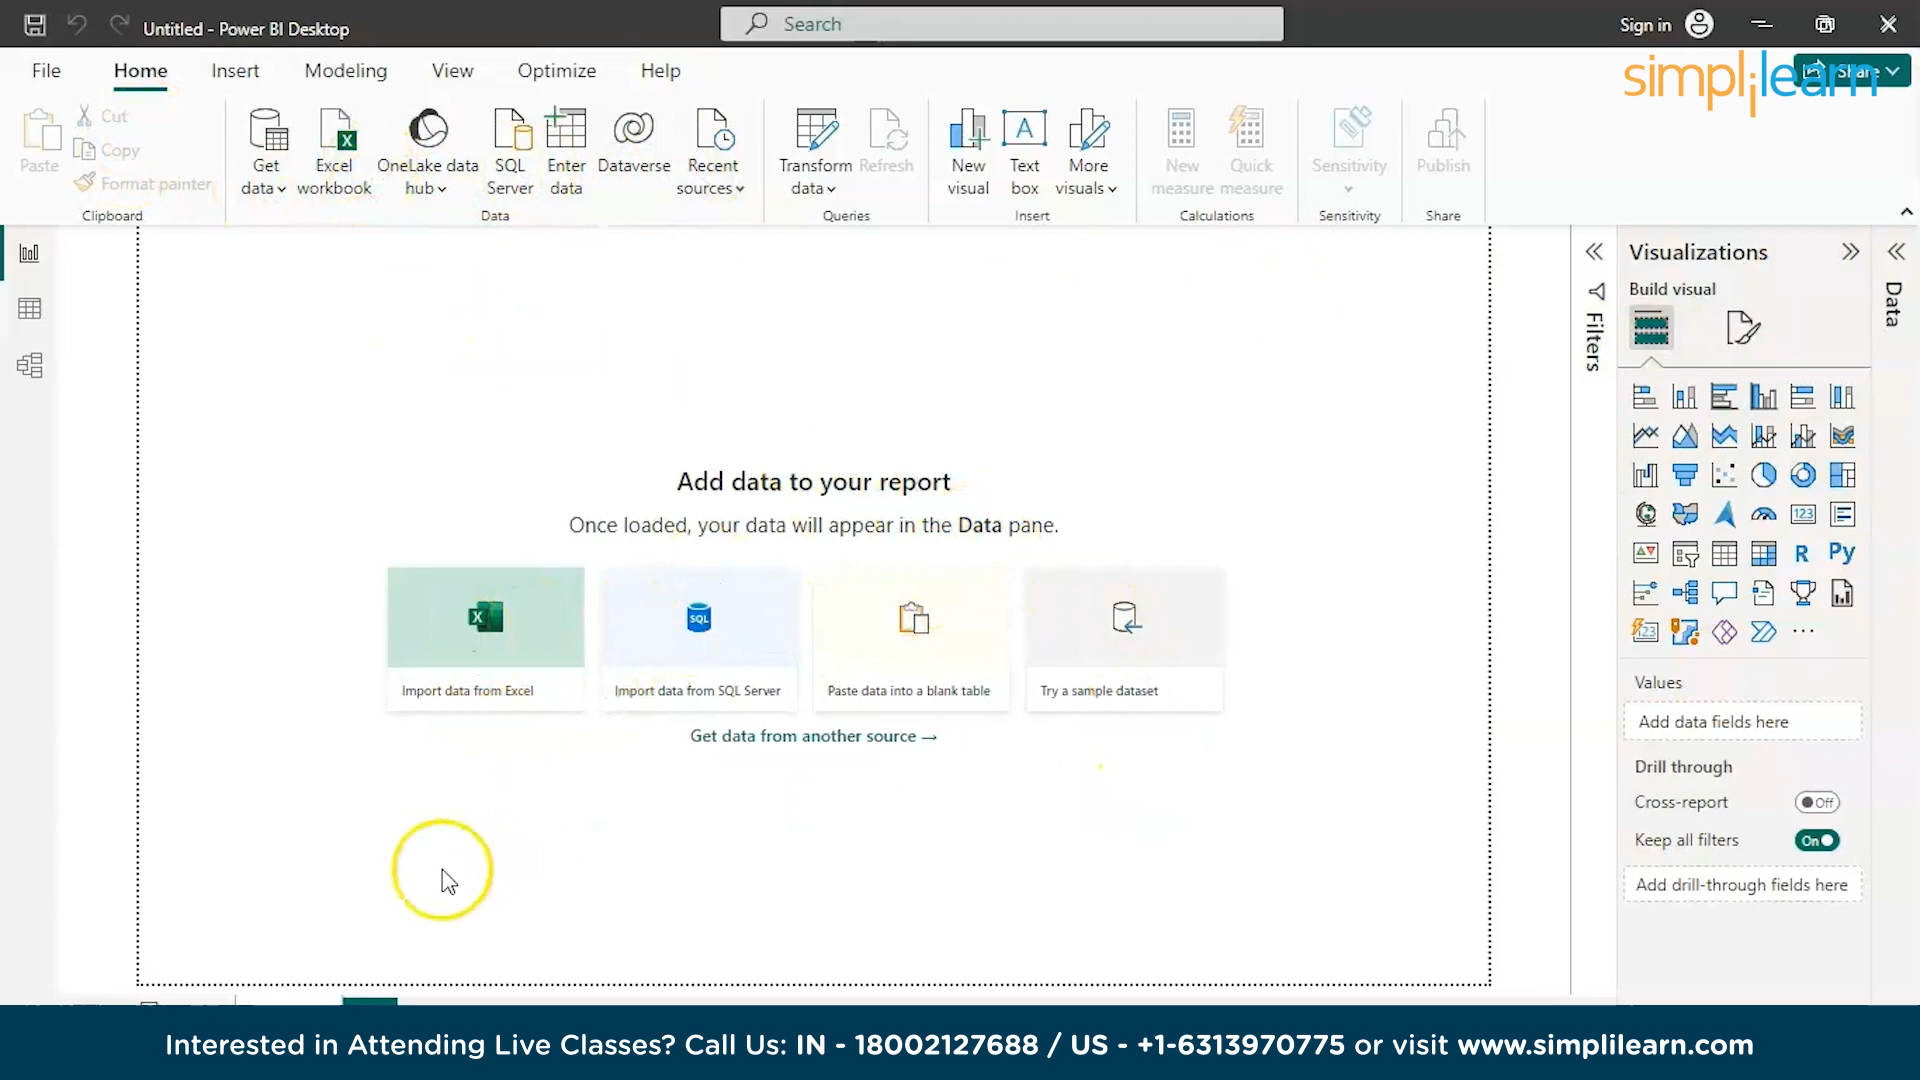 Untitled - Power BI Desktop
Search
Sign in
File
Home
Insert
Modeling
View
Optimize
Help
Share
simplilearn
Paste
Cut
Copy
Format painter
Clipboard
Get data
Excel workbook
OneLake data hub
SQL Server
Enter data
Dataverse
Recent sources
Data
Transform data
Refresh
Queries
New visual
Text box
More visuals
Insert
New measure
Quick measure
Calculations
Sensitivity
Sensitivity
Publish
Share
Add data to your report
Once loaded, your data will appear in the Data pane.
SQL
Import data from Excel
Import data from SQL Server
Paste data into a blank table
Try a sample dataset
Get data from another source →
Filters
Visualizations
Build visual
123
R
Py
123
Values
Add data fields here
Drill through
Cross-report
Off
Keep all filters
On
Add drill-through fields here
Data
Interested in Attending Live Classes? Call Us: IN - 18002127688 / US - +1-6313970775 or visit www.simplilearn.com